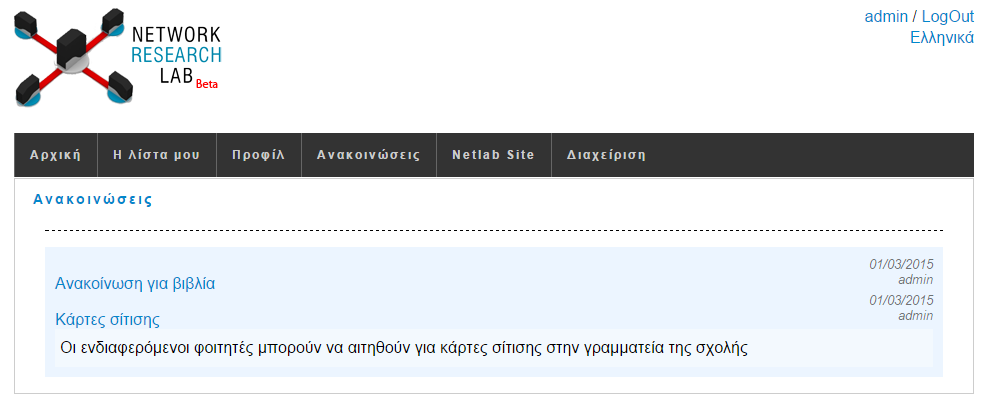 NETWORK
RESEARCH
LAB Beta
admin / LogOut
Ελληνικά
Αρχική Η λίστα μου Προφίλ Ανακοινώσεις Netlab Site Διαχείριση
Ανακοινώσεις
01/03/2015
admin
Ανακοίνωση για βιβλία
01/03/2015
admin
Κάρτες σίτισης
Οι ενδιαφερόμενοι φοιτητές μπορούν να αιτηθούν για κάρτες σίτισης στην γραμματεία της σχολής